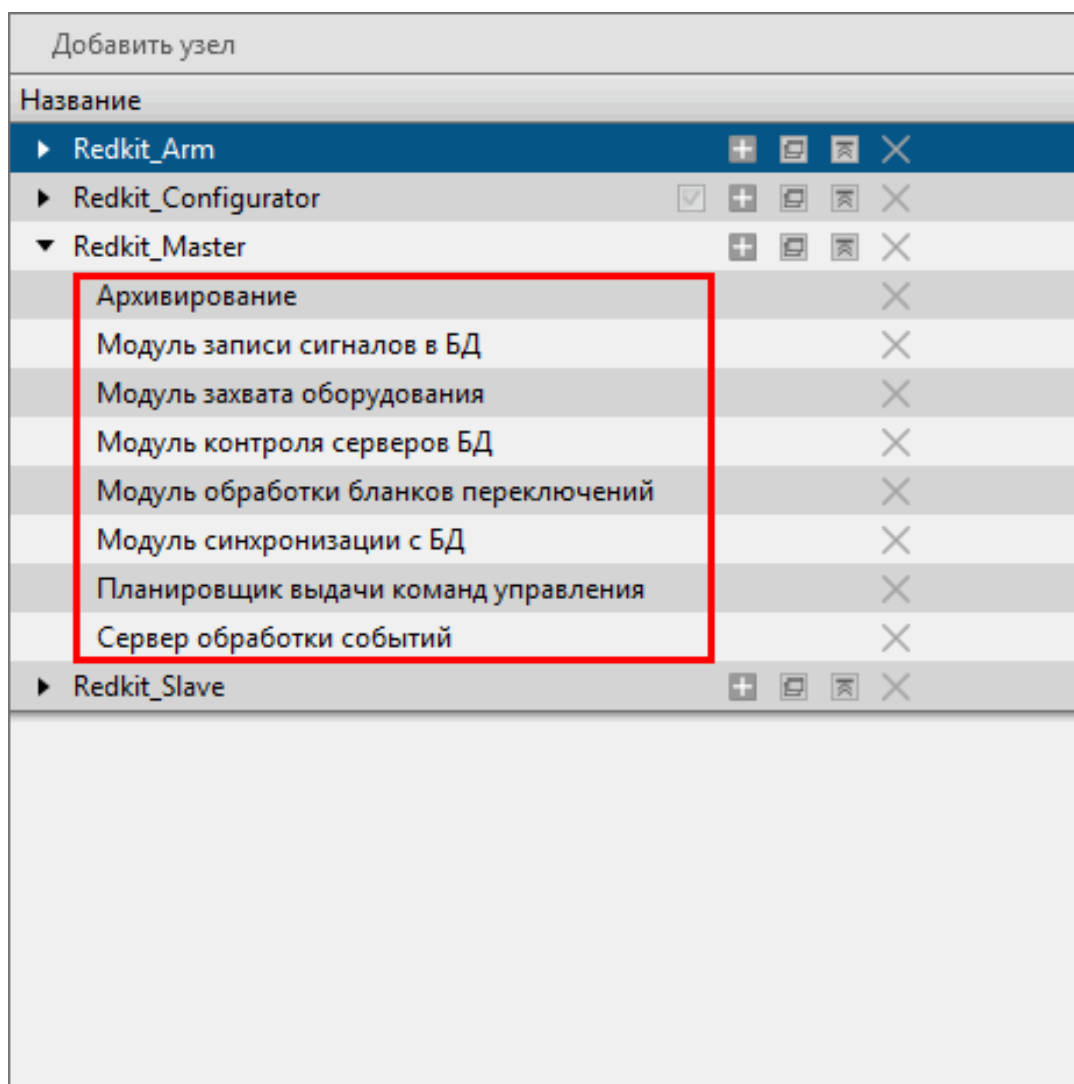 Добавить узел
Название
Redkit_Arm
Redkit_Configurator
Redkit_Master
Архивирование
Модуль записи сигналов в БД
Модуль захвата оборудования
Модуль контроля серверов БД
Модуль обработки бланков переключений
Модуль синхронизации с БД
Планировщик выдачи команд управления
Сервер обработки событий
Redkit_Slave